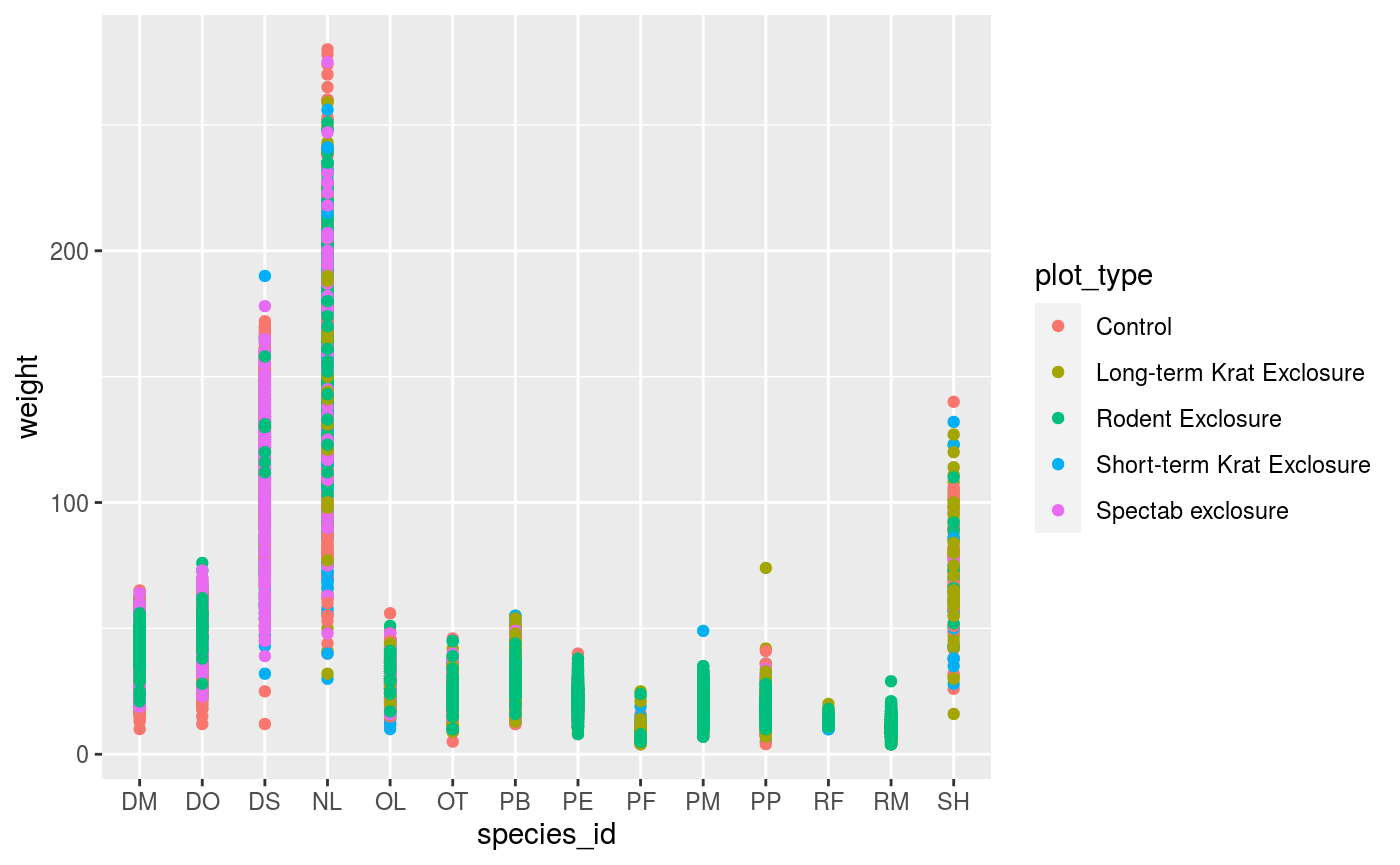 weight
200
100
0
DM DO DS NL OL OT PB PE PF PM PP RF RM SH
species_id
plot_type
Control
Long-term Krat Exclosure
Rodent Exclosure
Short-term Krat Exclosure
Spectab exclosure